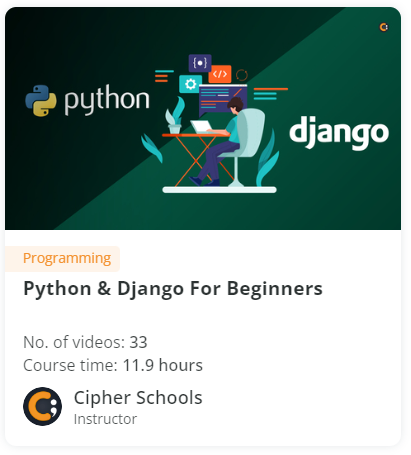 python
django
Programming
Python & Django For Beginners
No. of videos: 33
Course time: 11.9 hours
Cipher Schools
Instructor